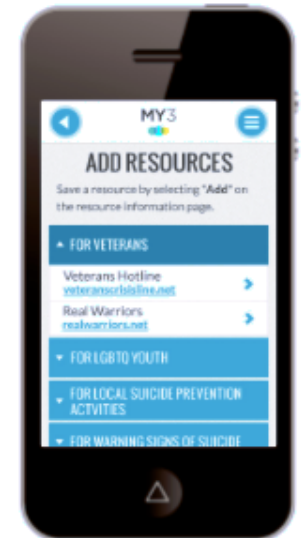 MY3
ADD RESOURCES
Save a resource by selecting "Add" on
the resource information page.
FOR VETERANS
Veterans Hotline
veteranscrisisline.net
Real Warriors
realwarriors.net
FOR LGBTQ YOUTH
FOR LOCAL SUICIDE PREVENTION
ACTVITIES
FOR WARNING SIGNS OF SUICIDE